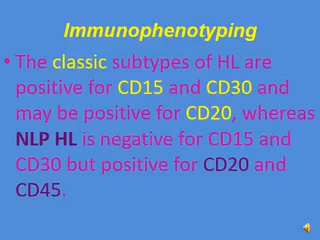 Immunophenotyping
• The classic subtypes of HL are
positive for CD15 and CD30 and
may be positive for CD20, whereas
NLP HL is negative for CD15 and
CD30 but positive for CD20 and
CD45.